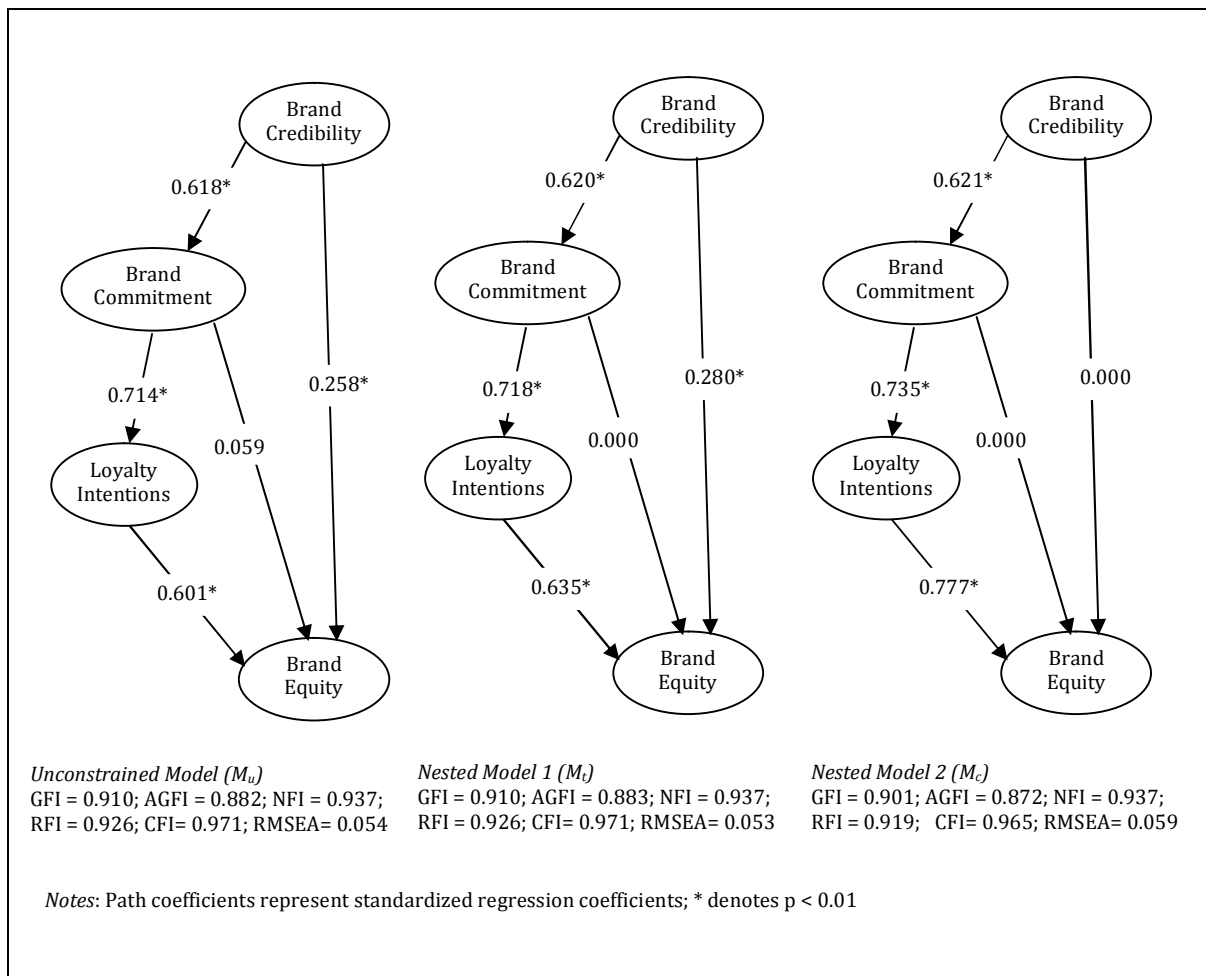 Brand
Credibility
0.618*
Brand
Commitment
0.714*
0.059
0.258*
Loyalty
Intentions
0.601*
Brand
Equity
Unconstrained Model (Mu)
GFI = 0.910; AGFI = 0.882; NFI = 0.937;
RFI = 0.926; CFI= 0.971; RMSEA= 0.054
Brand
Credibility
0.620*
Brand
Commitment
0.718*
0.000
0.280*
Loyalty
Intentions
0.635*
Brand
Equity
Nested Model 1 (Mt)
GFI = 0.910; AGFI = 0.883; NFI = 0.937;
RFI = 0.926; CFI= 0.971; RMSEA= 0.053
Brand
Credibility
0.621*
Brand
Commitment
0.735*
0.000
0.000
Loyalty
Intentions
0.777*
Brand
Equity
Nested Model 2 (Mc)
GFI = 0.901; AGFI = 0.872; NFI = 0.937;
RFI = 0.919; CFI= 0.965; RMSEA= 0.059
Notes: Path coefficients represent standardized regression coefficients; * denotes p < 0.01